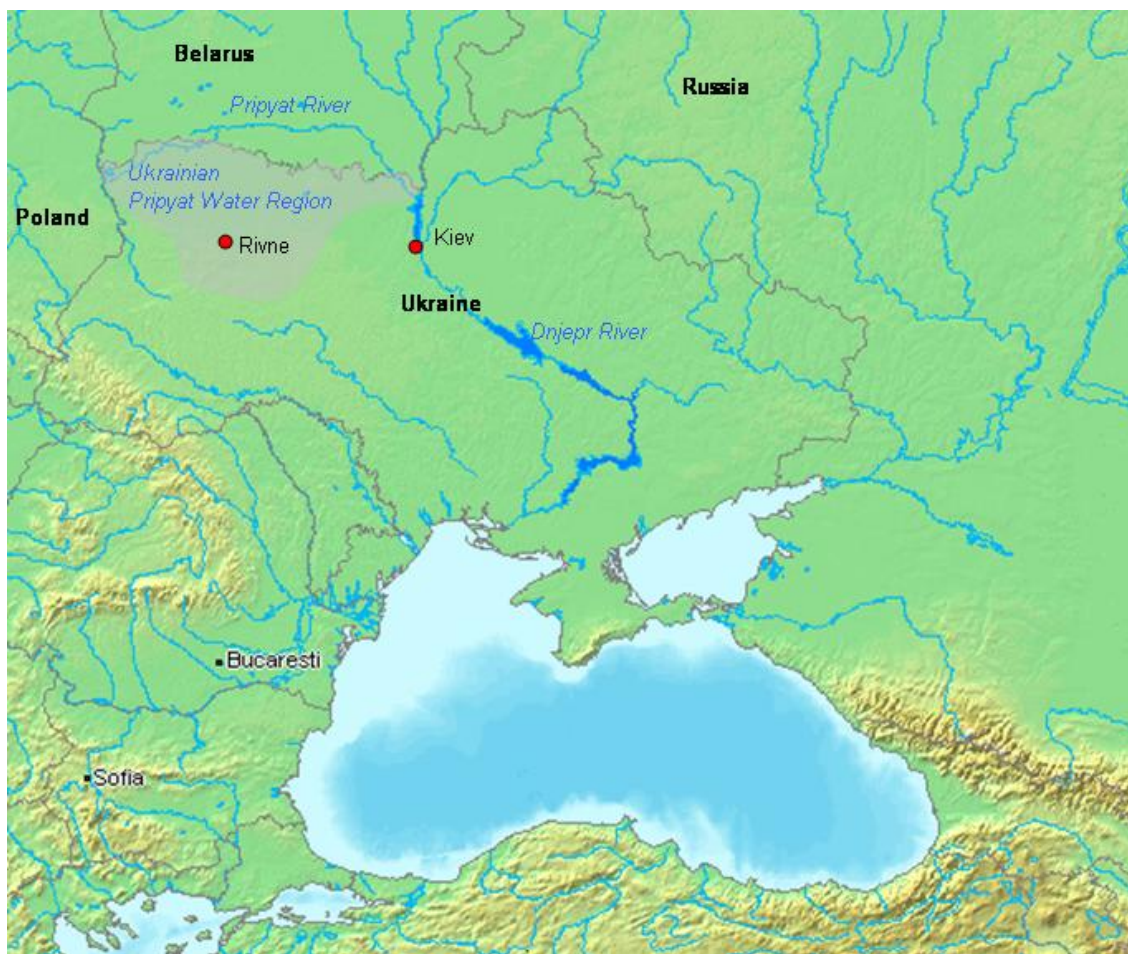 Belarus
Russia
Pripyat River
Ukrainian
Pripyat Water Region
Poland
Rivne
Kiev
Ukraine
Dnjepr River
Bucaresti
Sofia